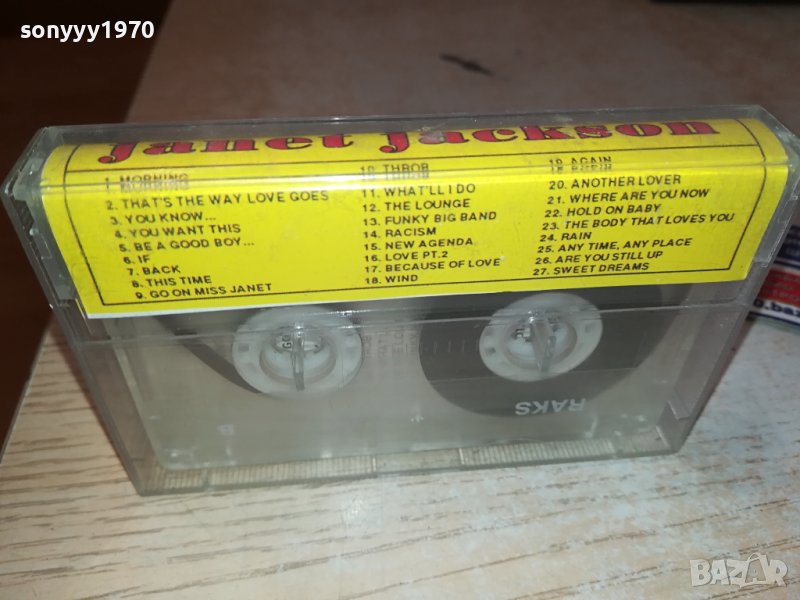 sonyyy1970
janet jackson
1. MORNING
2. THAT'S THE WAY LOVE GOES
3. YOU KNOW...
4. YOU WANT THIS
5. BE A GOOD BOY...
6. IF
7. BACK
8. THIS TIME
9. GO ON MISS JANET
10. THROB
11. WHAT'LL I DO
12. THE LOUNGE
13. FUNKY BIG BAND
14. RACISM
15. NEW AGENDA
16. LOVE PT.2
17. BECAUSE OF LOVE
18. WIND
19. AGAIN
20. ANOTHER LOVER
21. WHERE ARE YOU NOW
22. HOLD ON BABY
23. THE BODY THAT LOVES YOU
24. RAIN
25. ANY TIME, ANY PLACE
26. ARE YOU STILL UP
27. SWEET DREAMS
RAKS
B
BAZAR